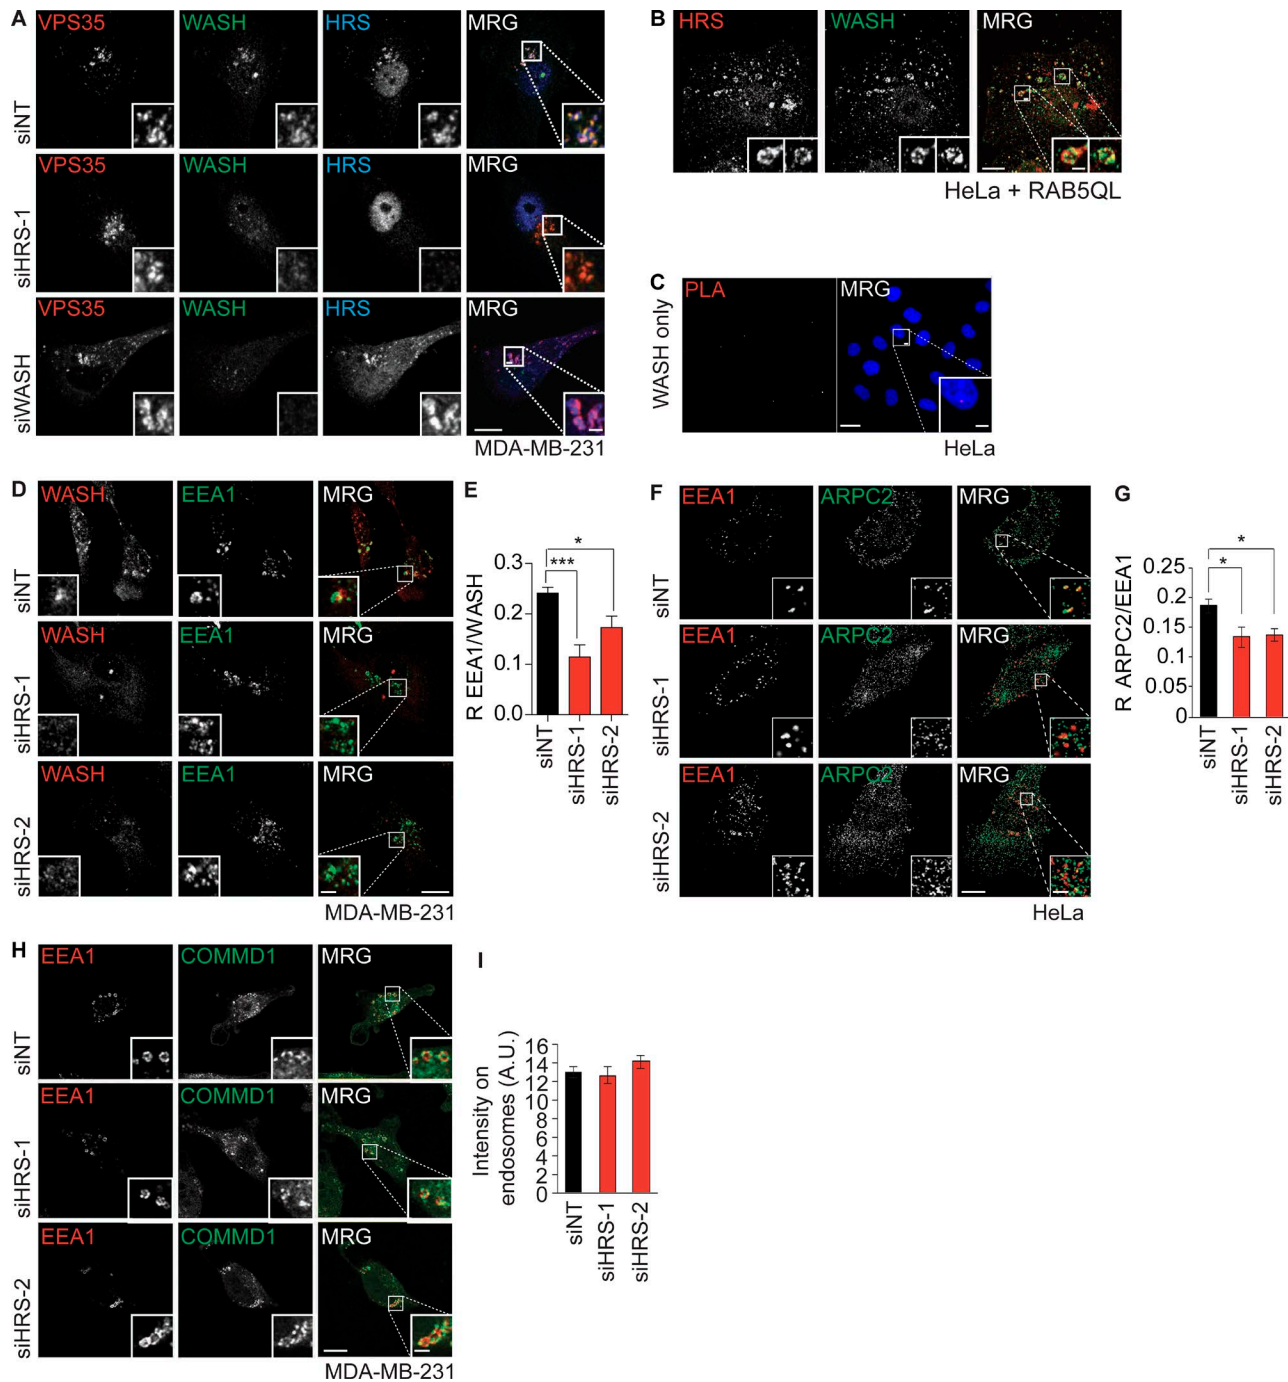 A
VPS35 WASH HRS MRG
siNT
VPS35 WASH HRS
siHRS-1
VPS35 WASH HRS
siWASH
MDA-MB-231
B
HRS WASH MRG
HeLa + RAB5QL
C
PLA MRG
WASH only
HeLa
D
WASH EEA1 MRG
siNT
WASH EEA1 MRG
siHRS-1
WASH EEA1 MRG
siHRS-2
MDA-MB-231
E
R EEA1/WASH
0.3
0.2
0.1
0.0
***
*
siNT
siHRS-1
siHRS-2
F
EEA1 ARPC2 MRG
siNT
EEA1 ARPC2 MRG
siHRS-1
EEA1 ARPC2 MRG
siHRS-2
HeLa
G
R ARPC2/EEA1
0.25
0.2
0.15
0.1
0.05
0
*
*
siNT
siHRS-1
siHRS-2
H
EEA1 COMMD1 MRG
siNT
EEA1 COMMD1 MRG
siHRS-1
EEA1 COMMD1 MRG
siHRS-2
MDA-MB-231
I
Intensity on
endosomes (A.U.)
16
14
12
10
8
6
4
2
0
siNT
siHRS-1
siHRS-2